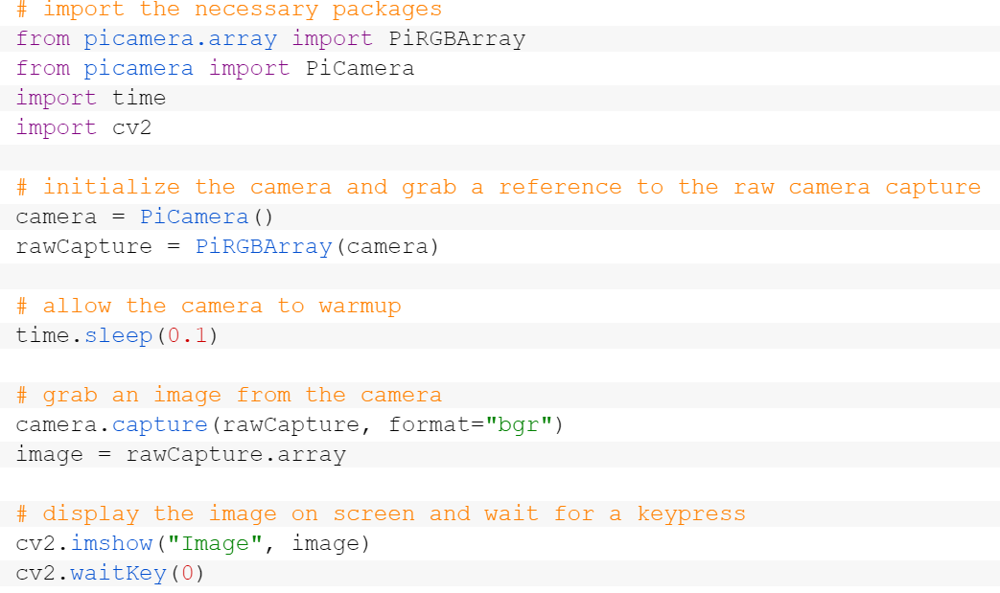 # import the necessary packages
from picamera.array import PiRGBArray
from picamera import PiCamera
import time
import cv2
# initialize the camera and grab a reference to the raw camera capture
camera = PiCamera()
rawCapture = PiRGBArray(camera)
# allow the camera to warmup
time.sleep(0.1)
# grab an image from the camera
camera.capture(rawCapture, format="bgr")
image = rawCapture.array
# display the image on screen and wait for a keypress
cv2.imshow("Image", image)
cv2.waitKey(0)